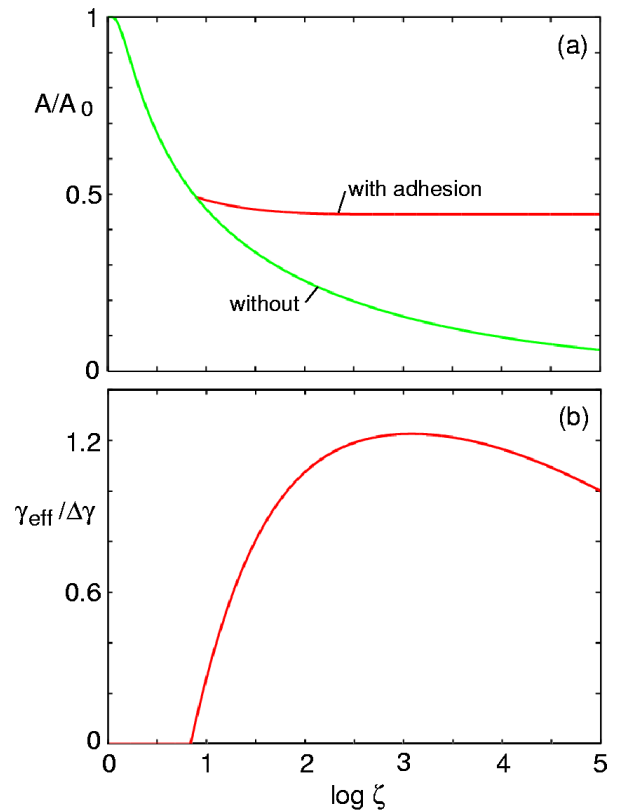 1
(a)
A/A0
with adhesion
0.5
without
0
(b)
1.2
γeff/Δγ
0.6
0
0 1 2 3 4 5
log ζ